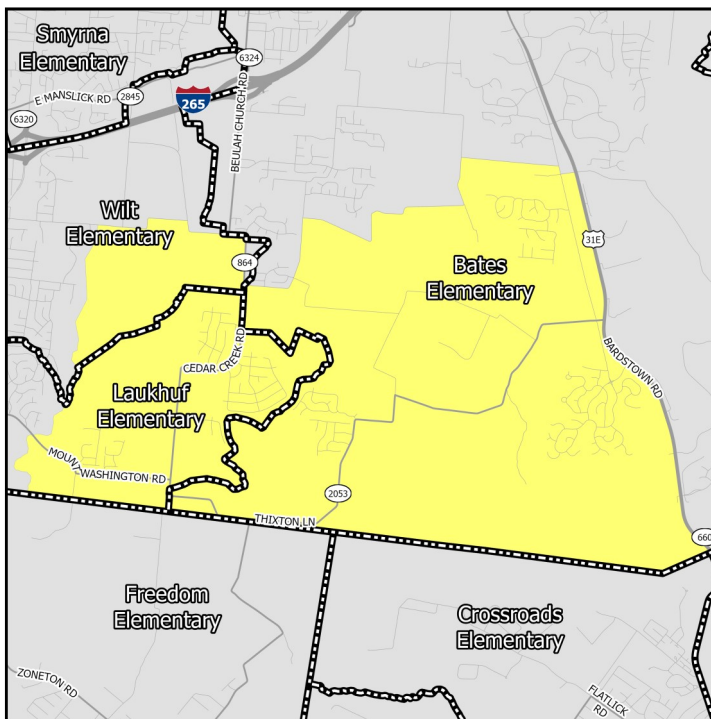 Smyrna
Elementary
6324
E MANSLICK RD
2845
265
6320
BEULAH CHURCH RD
Wilt
Elementary
31E
864
Bates
Elementary
CEDAR CREEK RD
BARDSTOWN RD
Laukhuf
Elementary
MOUNT WASHINGTON RD
2053
THIXTON LN
660
Freedom
Elementary
Crossroads
Elementary
ZONETON RD
FLATLICK
RD